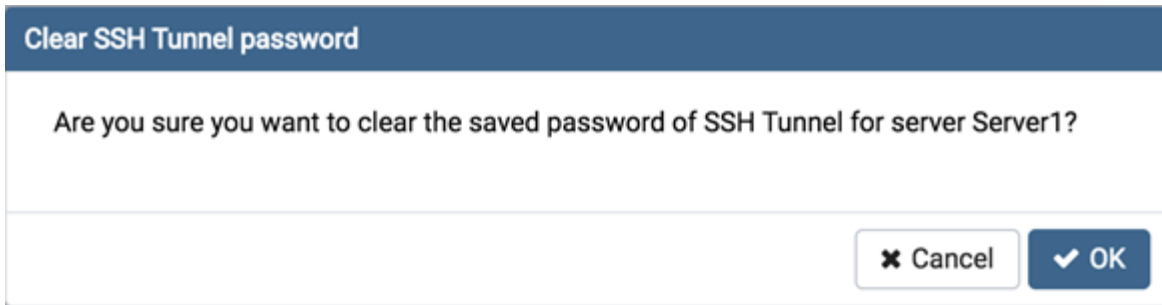 Clear SSH Tunnel password
Are you sure you want to clear the saved password of SSH Tunnel for server Server1?
Cancel
OK